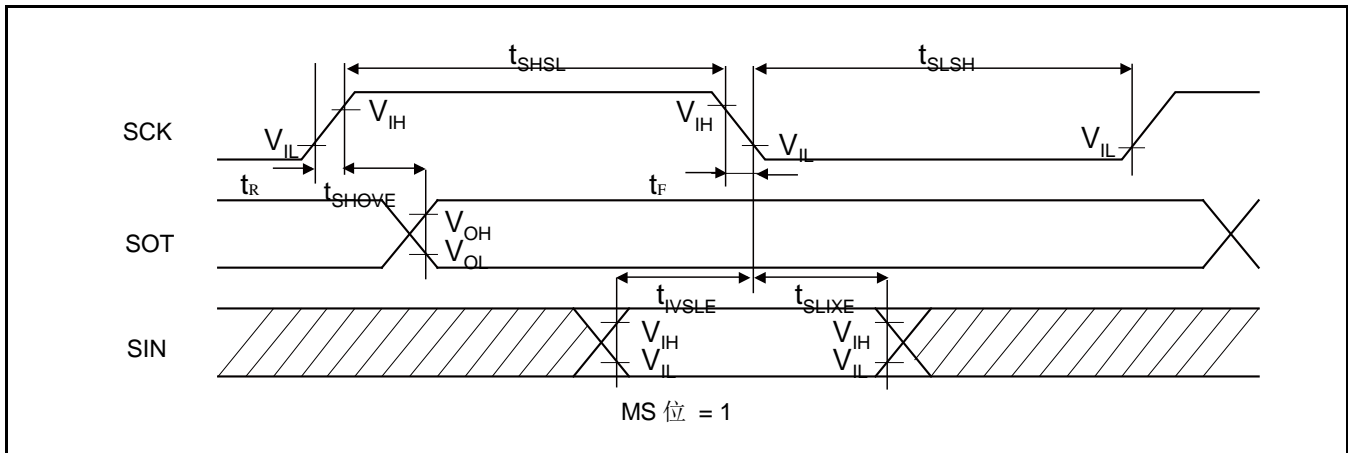 tSHSL
tSLSH
SCK
VIH
VIH
VIL
VIL
VIL
tR
tSHOVE
tF
SOT
VOH
VOL
tIVSLE
tSLIXE
SIN
VIH
VIH
VIL
VIL
MS 位 = 1